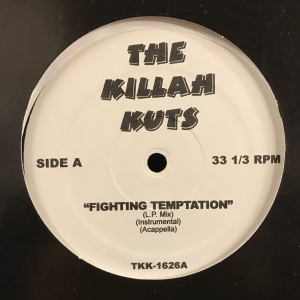 THE
KILLAH
KUTS
SIDE A
33 1/3 RPM
"FIGHTING TEMPTATION"
(L.P. Mix)
(Instrumental)
(Acappella)
TKK-1626A